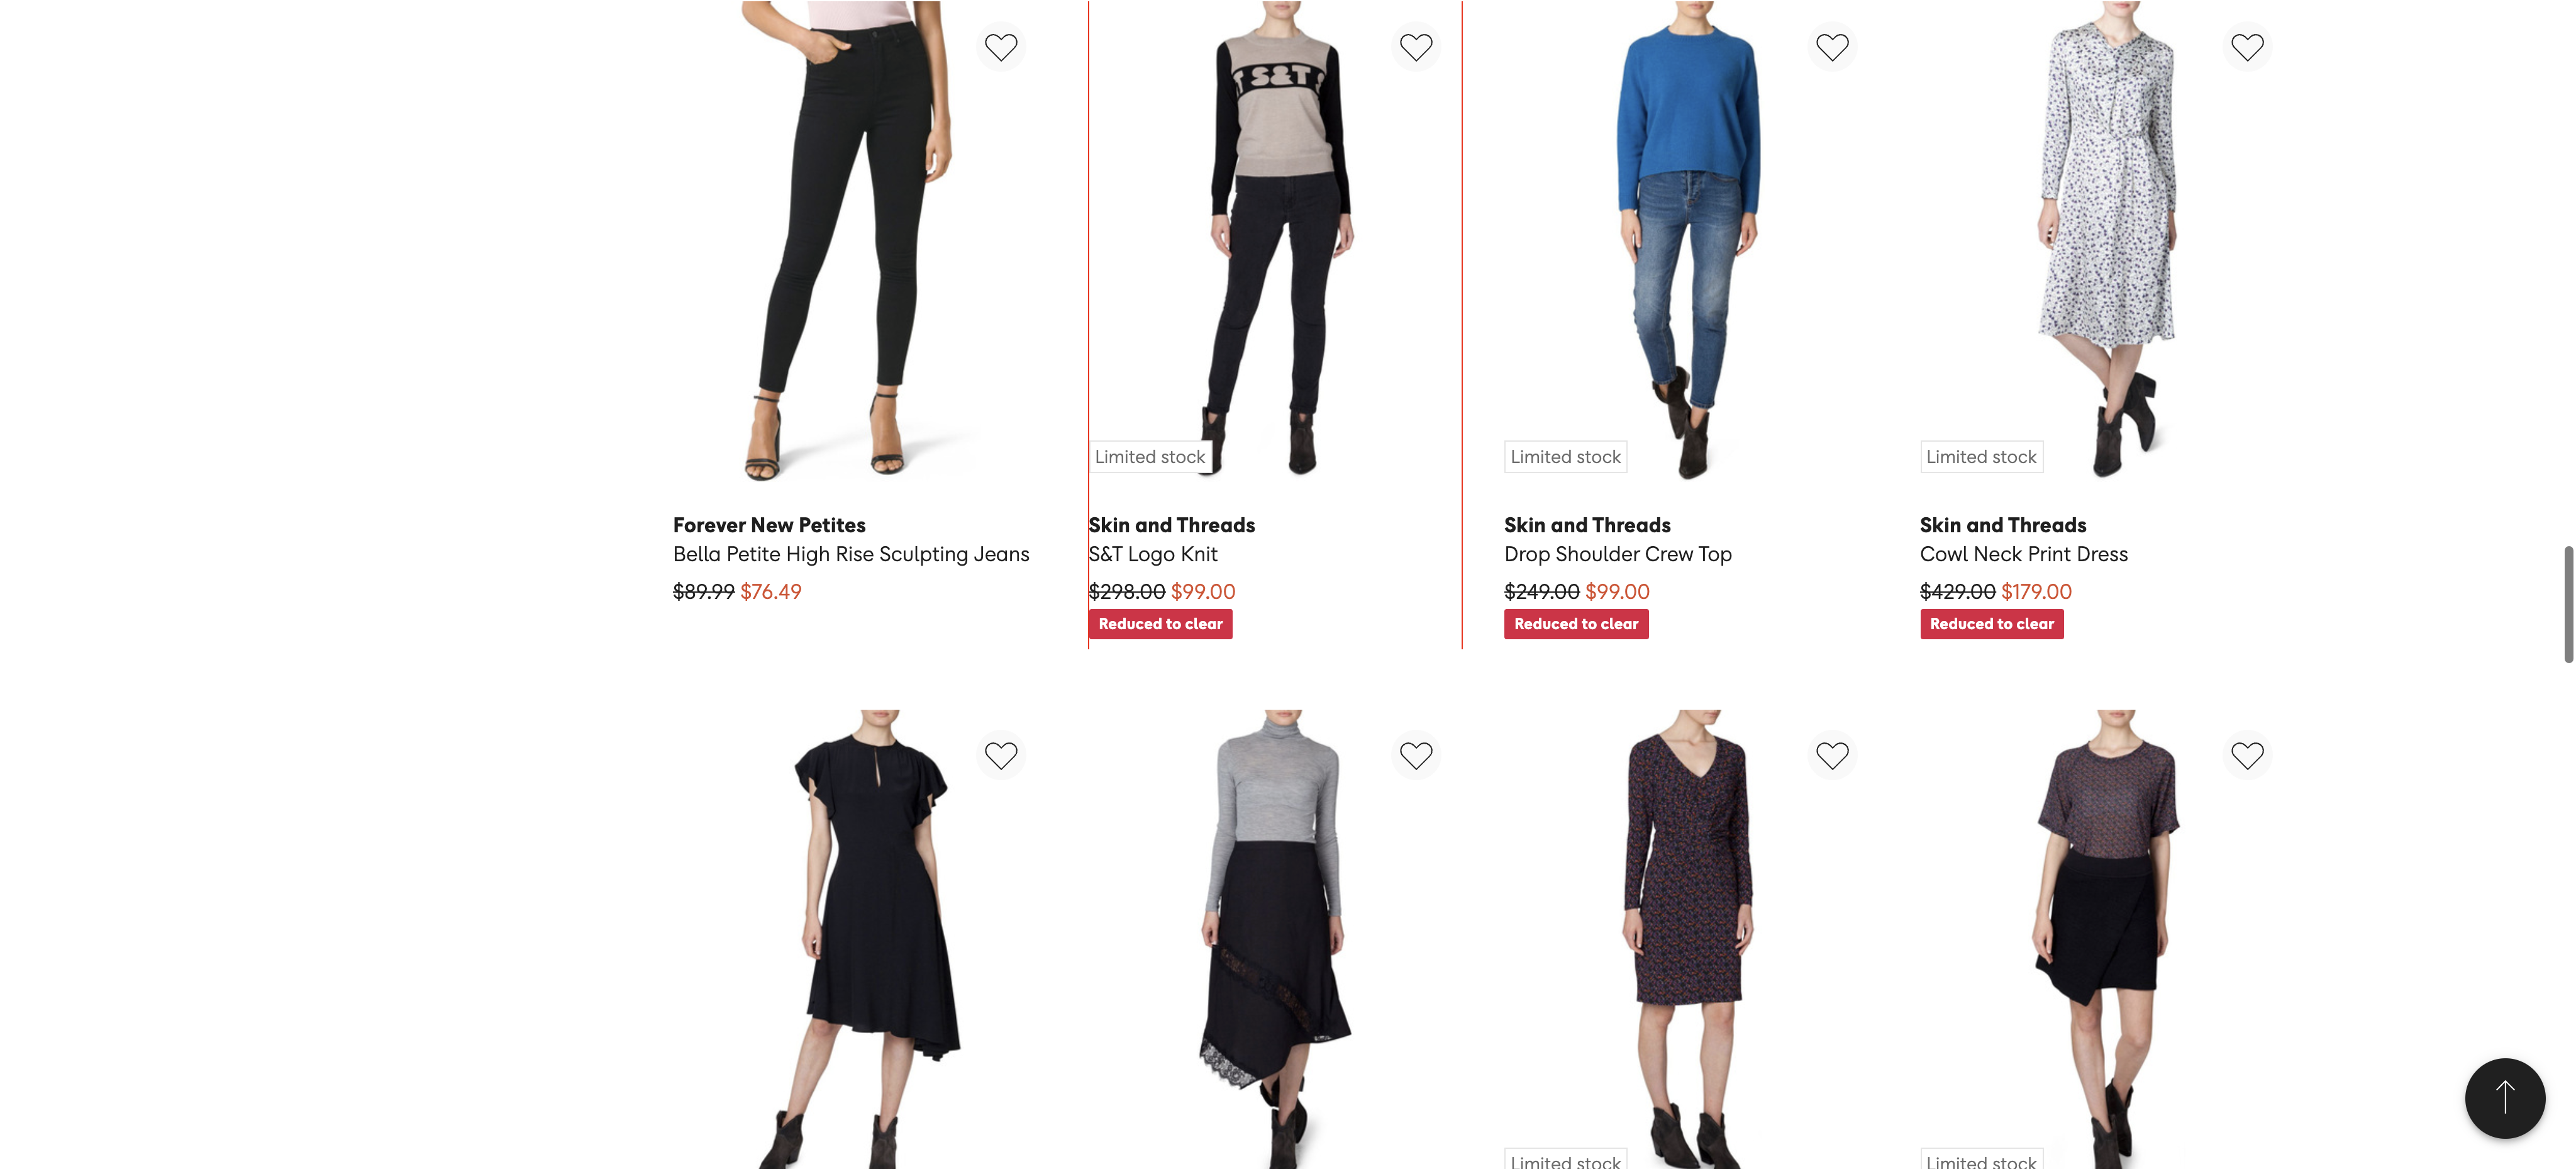 T S&T
Limited stock
Limited stock
Limited stock
Forever New Petites
Bella Petite High Rise Sculpting Jeans
$89.99 $76.49
Skin and Threads
S&T Logo Knit
$298.00 $99.00
Reduced to clear
Skin and Threads
Drop Shoulder Crew Top
$249.00 $99.00
Reduced to clear
Skin and Threads
Cowl Neck Print Dress
$429.00 $179.00
Reduced to clear
Limited stock
Limited stock